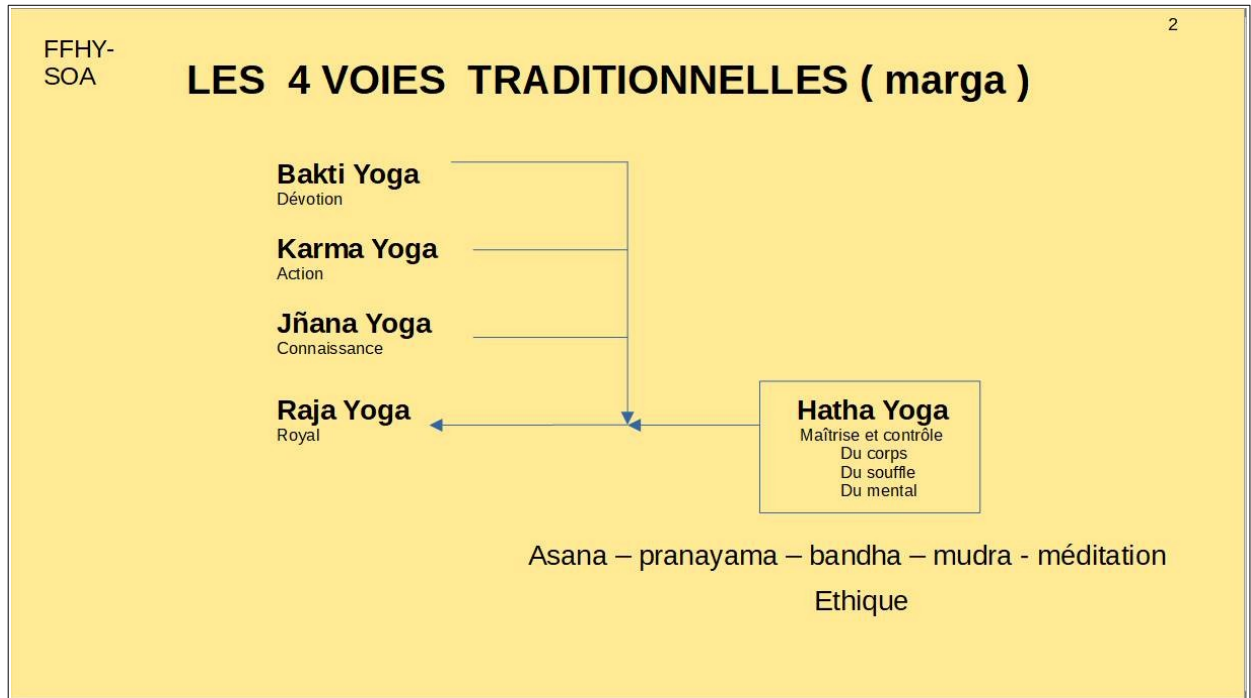 2
FFHY-
SOA
LES 4 VOIES TRADITIONNELLES ( marga )
Bakti Yoga
Dévotion
Karma Yoga
Action
Jñana Yoga
Connaissance
Raja Yoga
Royal
Hatha Yoga
Maîtrise et contrôle
Du corps
Du souffle
Du mental
Asana – pranayama – bandha – mudra - méditation
Ethique